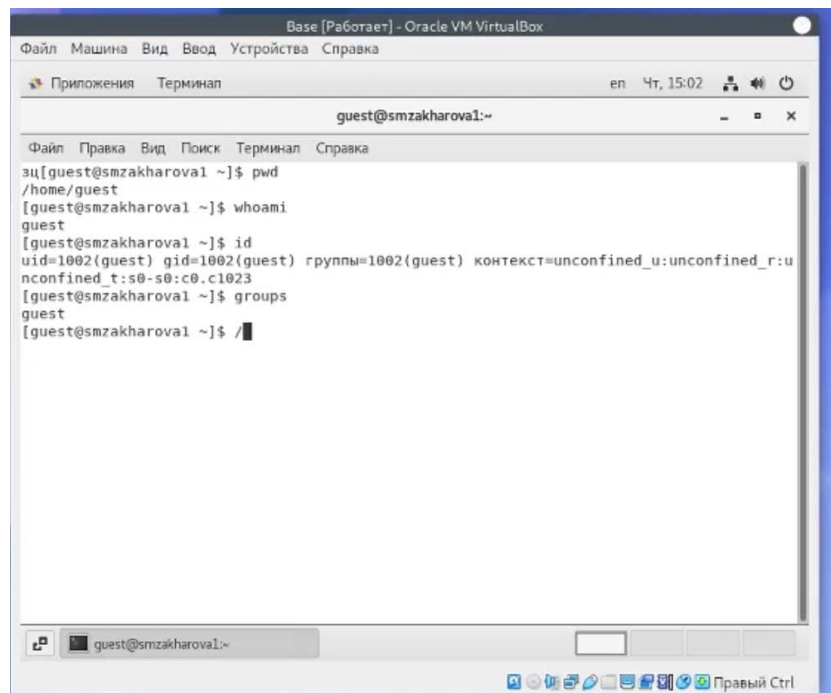 Base [Работает] - Oracle VM VirtualBox
Файл Машина Вид Ввод Устройства Справка
Приложения Терминал en Чт, 15:02
guest@smzakharova1:~
Файл Правка Вид Поиск Терминал Справка
зц[guest@smzakharova1 ~]$ pwd
/home/guest
[guest@smzakharova1 ~]$ whoami
guest
[guest@smzakharova1 ~]$ id
uid=1002(guest) gid=1002(guest) группы=1002(guest) контекст=unconfined_u:unconfined_r:u
nconfined_t:s0-s0:c0.c1023
[guest@smzakharova1 ~]$ groups
guest
[guest@smzakharova1 ~]$ /
guest@smzakharova1:~
Правый Ctrl